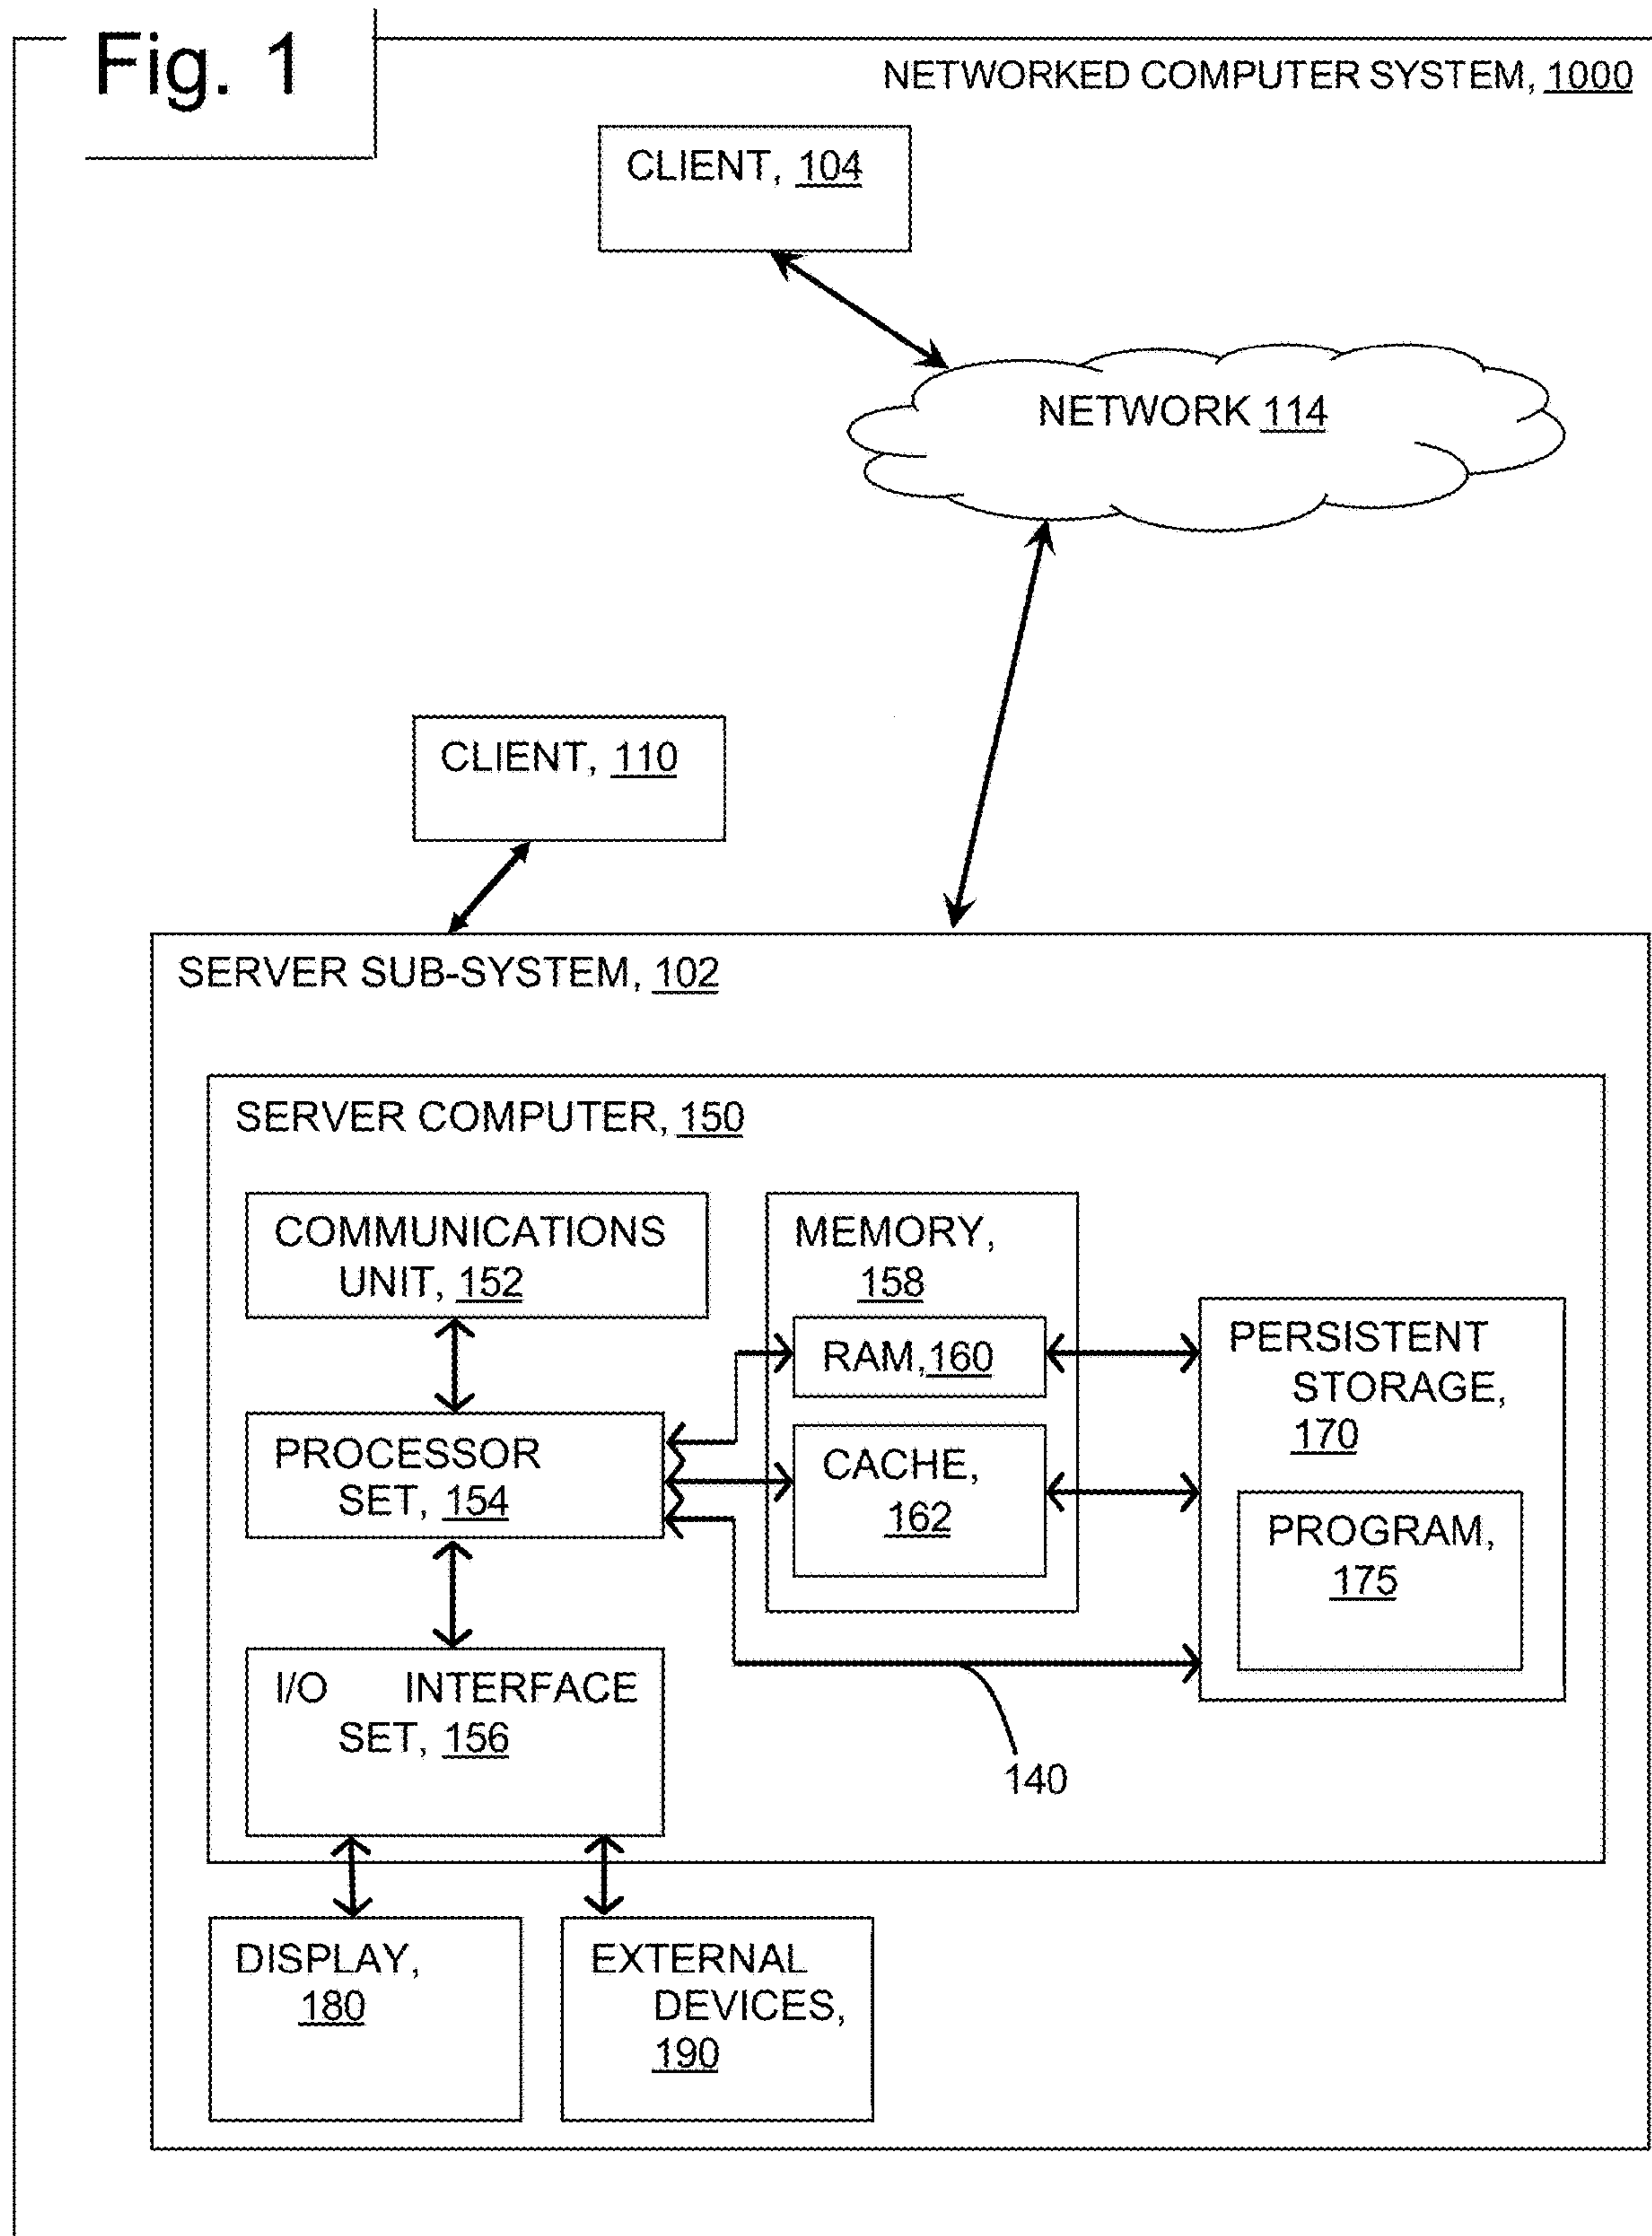 Fig. 1
NETWORKED COMPUTER SYSTEM, 1000
CLIENT, 104
NETWORK 114
CLIENT, 110
SERVER SUB-SYSTEM, 102
SERVER COMPUTER, 150
COMMUNICATIONS
UNIT, 152
MEMORY,
158
RAM, 160
PERSISTENT
STORAGE,
170
PROCESSOR
SET, 154
CACHE,
162
PROGRAM,
175
I/O INTERFACE
SET, 156
140
DISPLAY,
180
EXTERNAL
DEVICES,
190